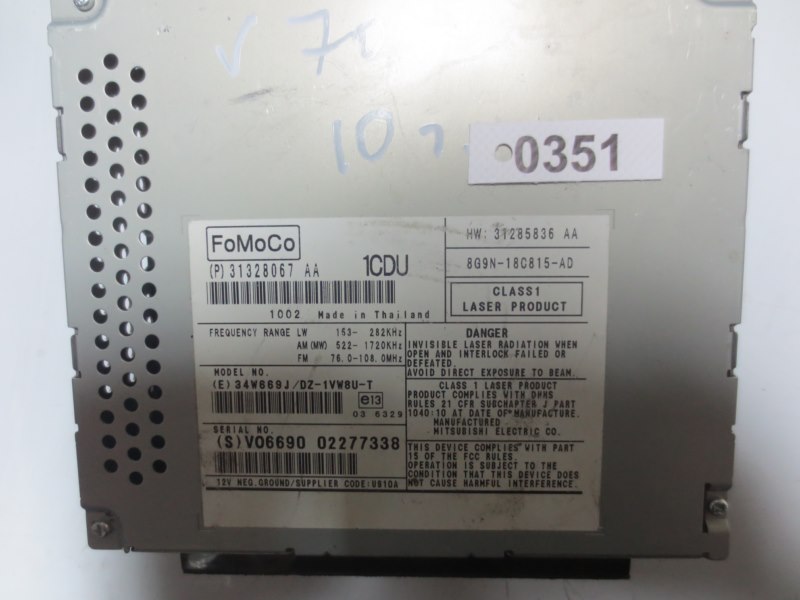 V 70
10
0351
FoMoCo
(P) 31328067 AA 1CDU
1002 Made in Thailand
HW: 31285836 AA
8G9N-18C815-AD
CLASS1
LASER PRODUCT
FREQUENCY RANGE LW 153- 282KHz
AM(MW) 522- 1720KHz
FM 76.0-108.0MHz
MODEL NO.
(E) 34W669J/DZ-1VW8U-T
e13
03 6329
SERIAL NO.
(S)V06690 02277338
12V NEG.GROUND/SUPPLIER CODE:U910A
DANGER
INVISIBLE LASER RADIATION WHEN
OPEN AND INTERLOCK FAILED OR
DEFEATED.
AVOID DIRECT EXPOSURE TO BEAM.
CLASS 1 LASER PRODUCT
PRODUCT COMPLIES WITH DHHS
RULES 21 CFR SUBCHAPTER J PART
1040:10 AT DATE OF MANUFACTURE.
MANUFACTURED
MITSUBISHI ELECTRIC CO.
THIS DEVICE COMPLIES WITH PART
15 OF THE FCC RULES
OPERATION IS SUBJECT TO THE
CONDITION THAT THIS DEVICE DOES
NOT CAUSE HARMFUL INTERFERENCE.